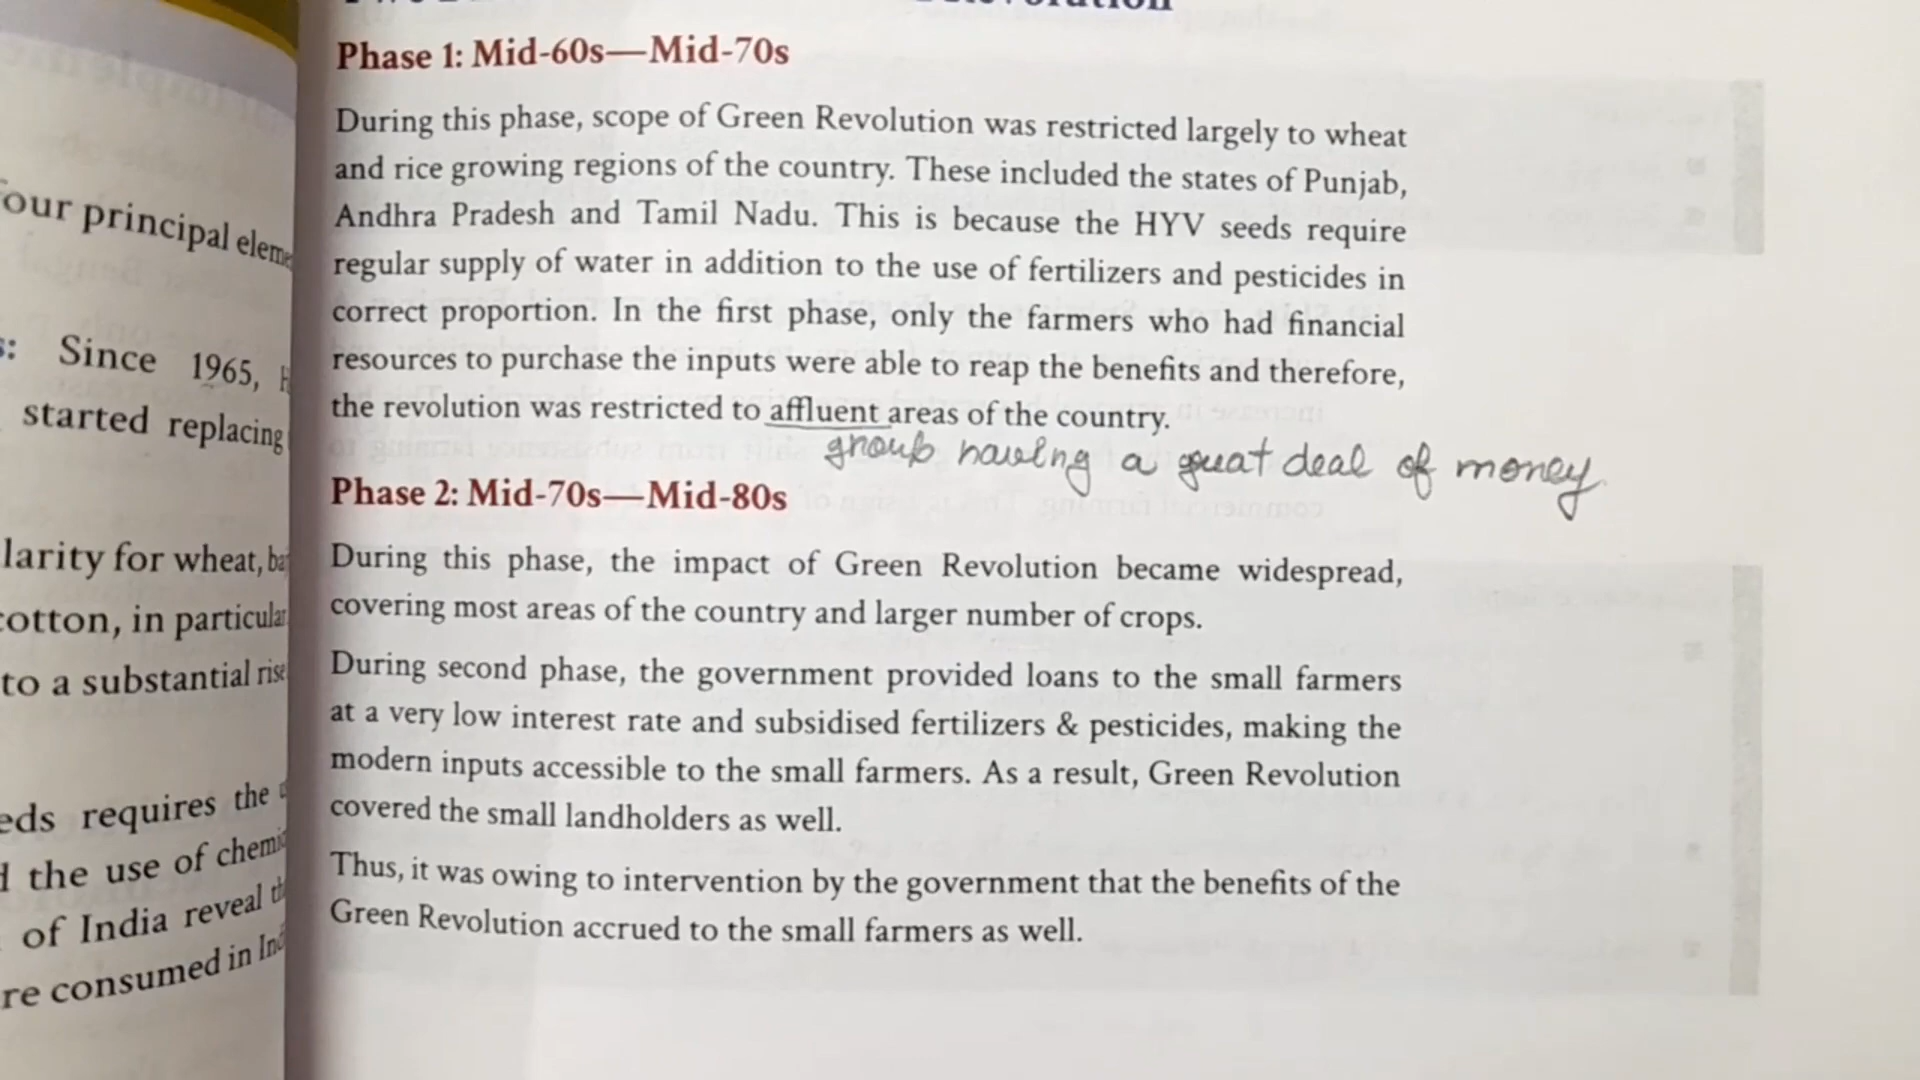 our principal
s: Since 1965,
started replacing
larity for wheat,
cotton, in particular
to a substantial rise
eds requires the
the use of
of India reveal
re consumed in
Phase 1: Mid-60s—Mid-70s
During this phase, scope of Green Revolution was restricted largely to wheat
and rice growing regions of the country. These included the states of Punjab,
Andhra Pradesh and Tamil Nadu. This is because the HYV seeds require
regular supply of water in addition to the use of fertilizers and pesticides in
correct proportion. In the first phase, only the farmers who had financial
resources to purchase the inputs were able to reap the benefits and therefore,
the revolution was restricted to affluent areas of the country.
group having a great deal of money
Phase 2: Mid-70s—Mid-80s
During this phase, the impact of Green Revolution became widespread,
covering most areas of the country and larger number of crops.
During second phase, the government provided loans to the small farmers
at a very low interest rate and subsidised fertilizers & pesticides, making the
modern inputs accessible to the small farmers. As a result, Green Revolution
covered the small landholders as well.
Thus, it was owing to intervention by the government that the benefits of the
Green Revolution accrued to the small farmers as well.